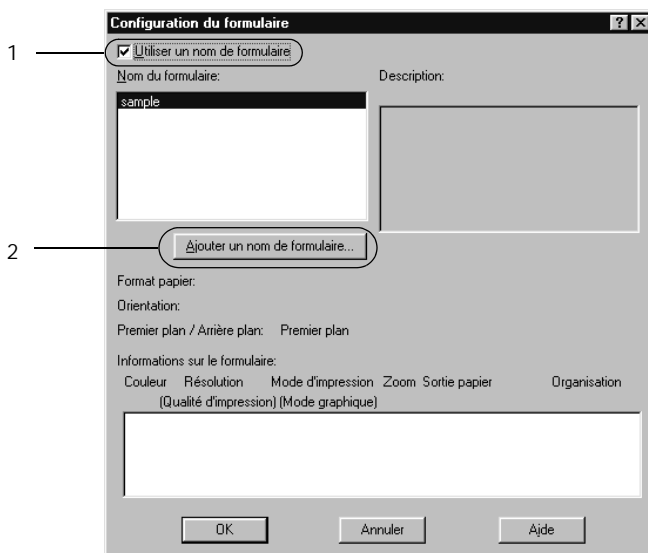 Configuration du formulaire
1
Utiliser un nom de formulaire
Nom du formulaire:
Description:
sample
2
Ajouter un nom de formulaire...
Format papier:
Orientation:
Premier plan / Arrière plan: Premier plan
Informations sur le formulaire:
Couleur Résolution Mode d'impression Zoom Sortie papier Organisation
(Qualité d'impression) (Mode graphique)
OK Annuler Aide